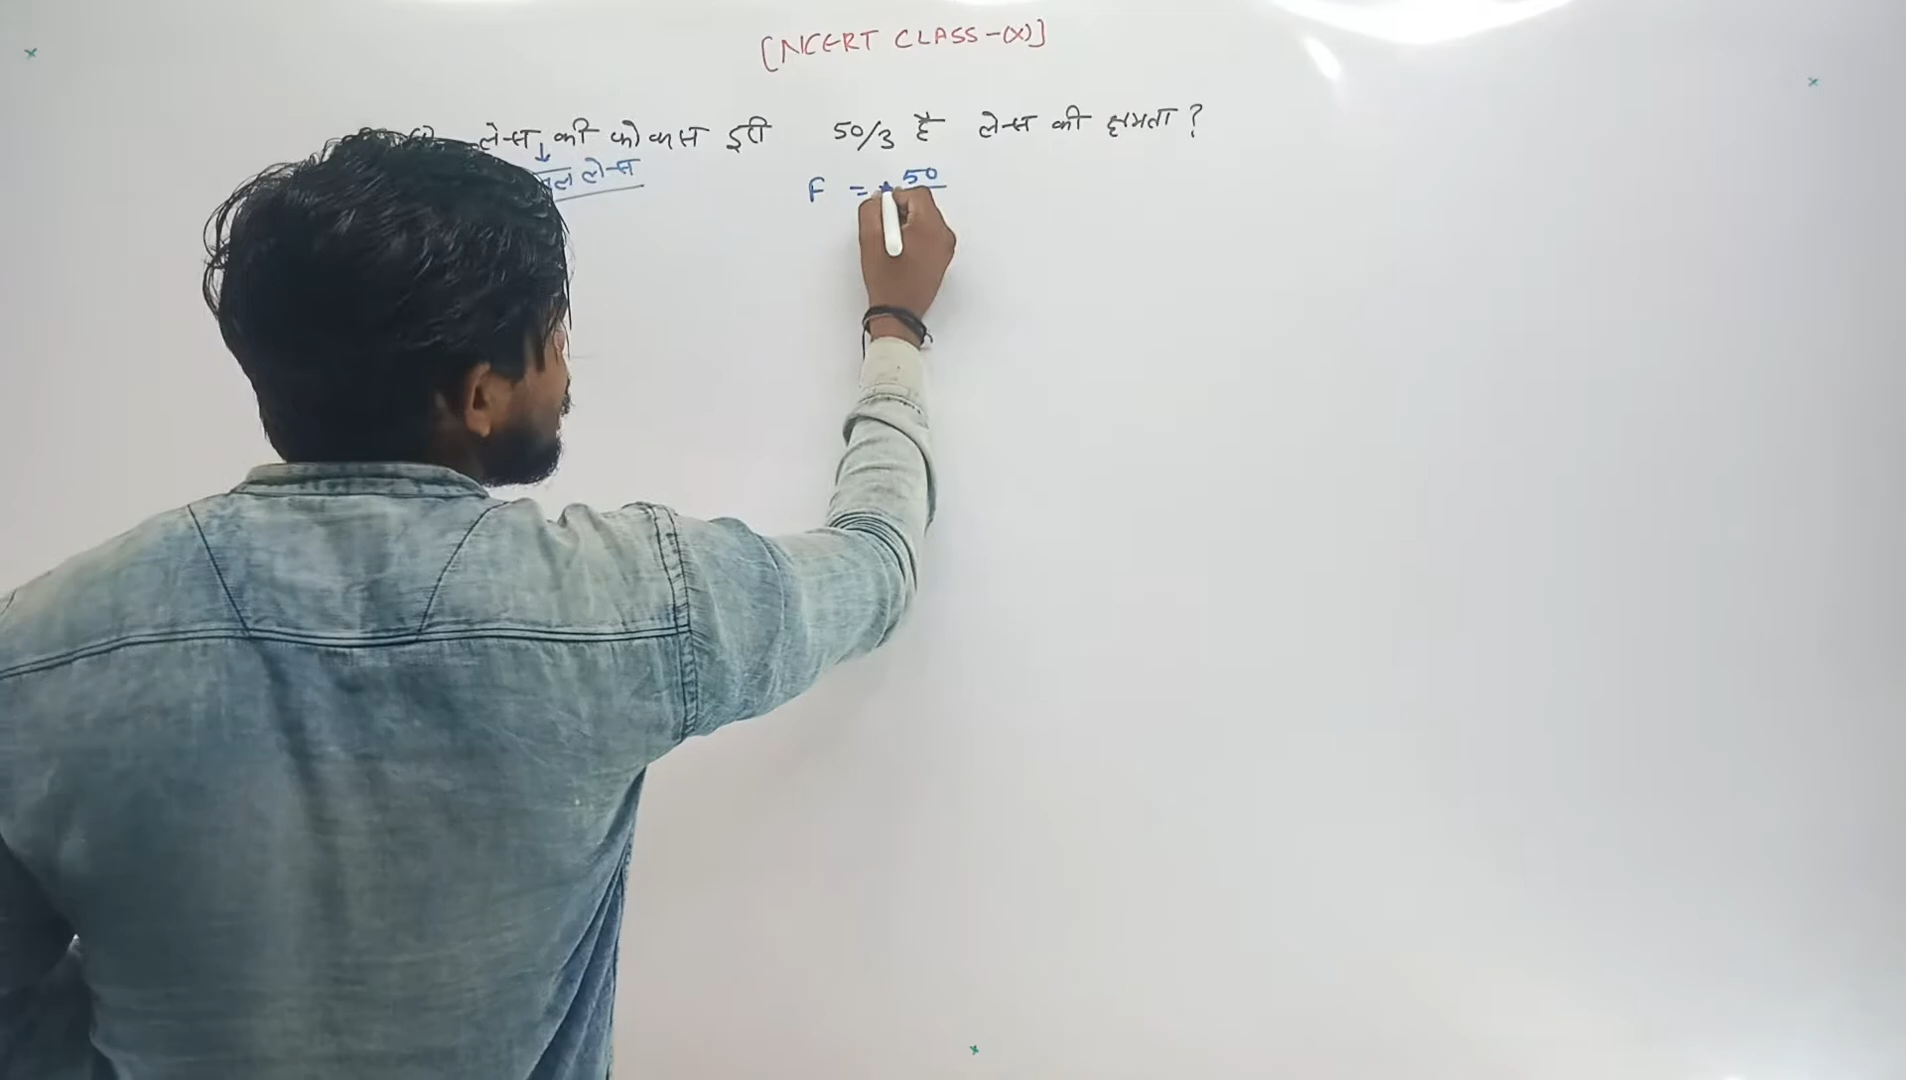 [NCERT CLASS-(X)]
लेन्स की फोकस दूरी 50/3 है लेन्स की क्षमता ?
लेन्स
F = + 50